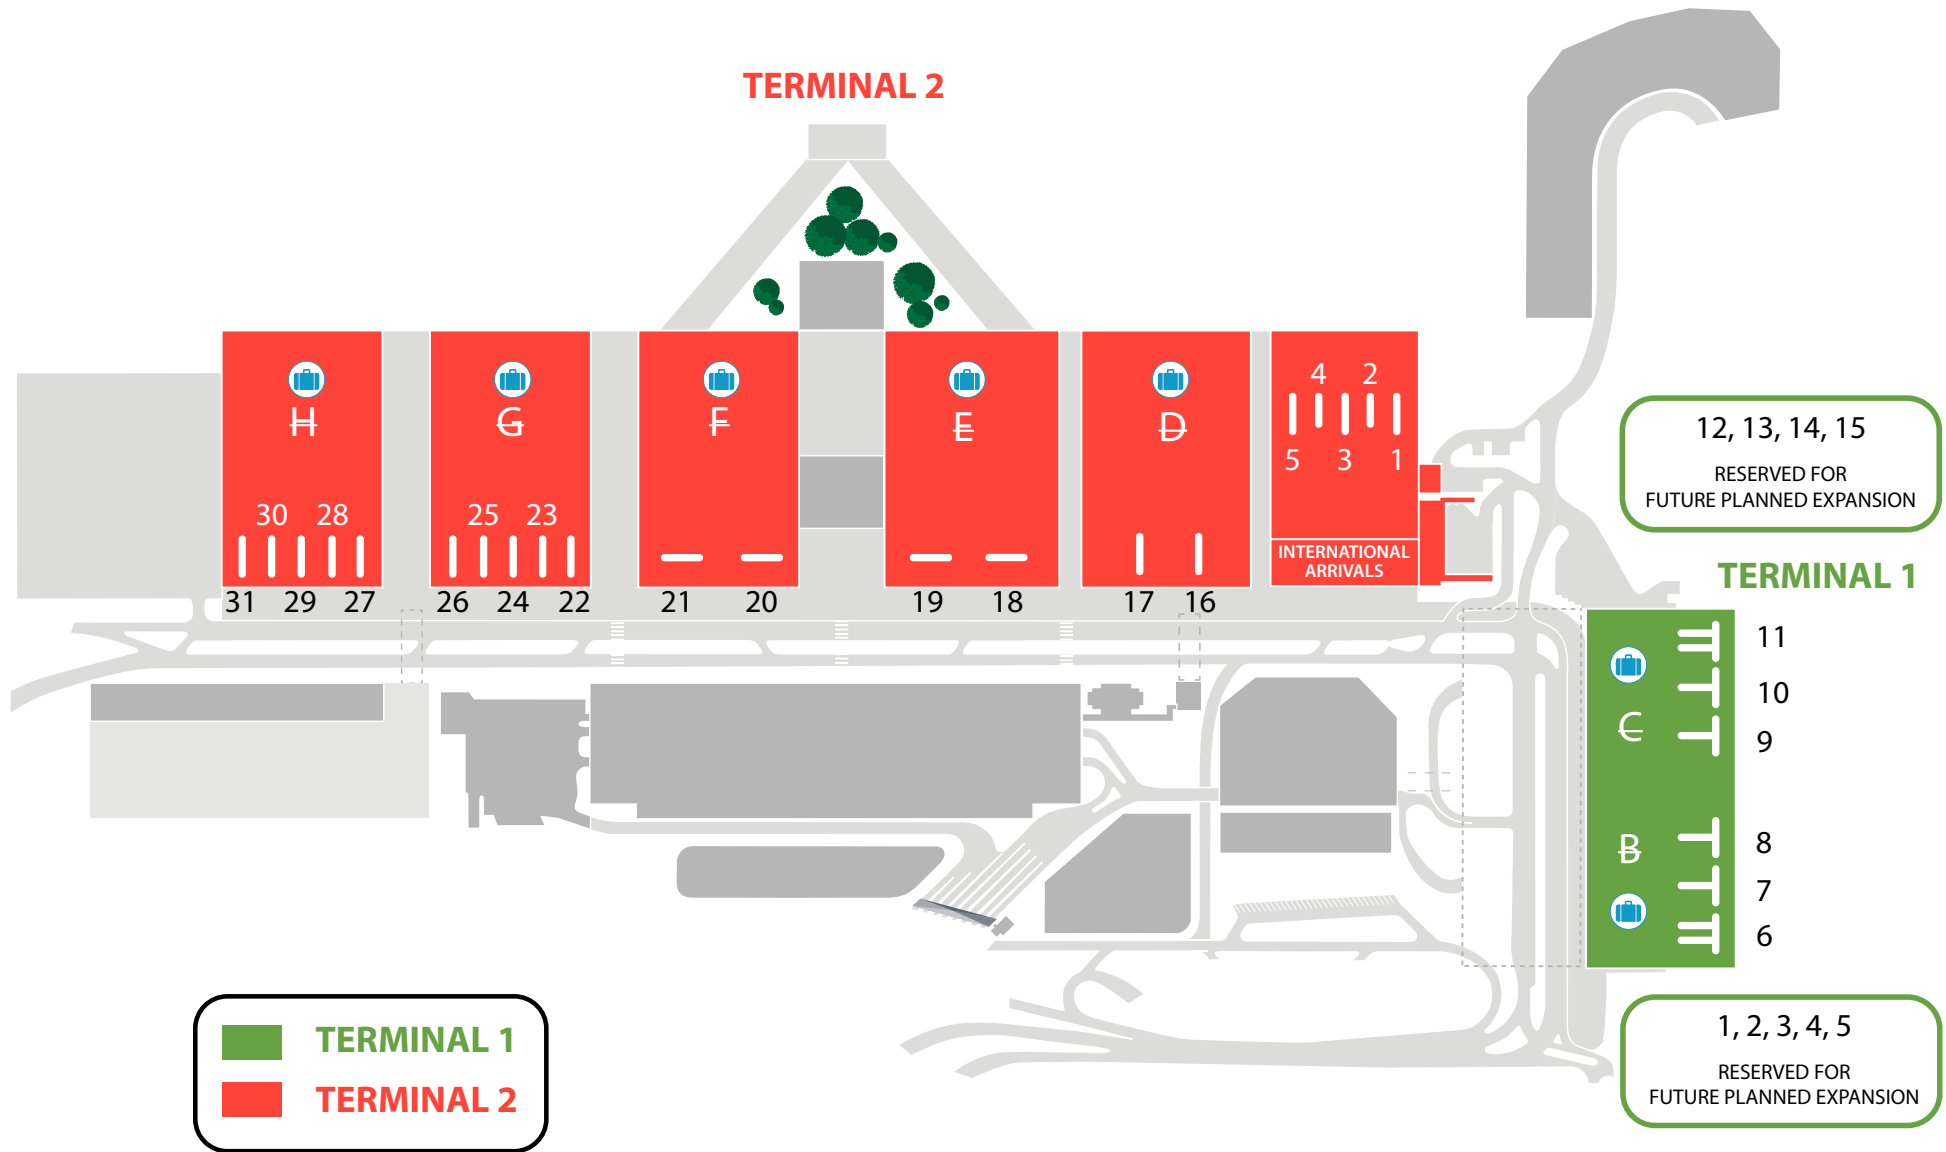 TERMINAL 2
H
G
F
E
D
4 2
5 3 1
30 28
25 23
INTERNATIONAL
ARRIVALS
31 29 27
26 24 22
21 20
19 18
17 16
12, 13, 14, 15
RESERVED FOR
FUTURE PLANNED EXPANSION
TERMINAL 1
11
10
C
9
B
8
7
6
1, 2, 3, 4, 5
RESERVED FOR
FUTURE PLANNED EXPANSION
TERMINAL 1
TERMINAL 2